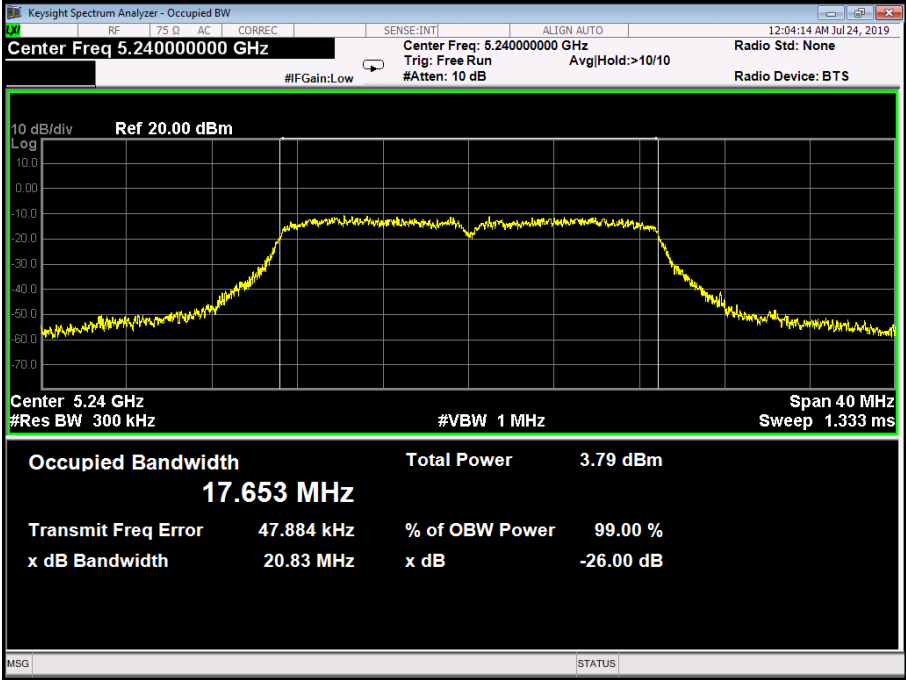 Keysight Spectrum Analyzer - Occupied BW
LXI RF 75 Ω AC CORREC SENSE:INT ALIGN AUTO 12:04:14 AM Jul 24, 2019
Center Freq 5.240000000 GHz Center Freq: 5.240000000 GHz Radio Std: None
Trig: Free Run Avg|Hold:>10/10
#IFGain:Low #Atten: 10 dB Radio Device: BTS
10 dB/div Ref 20.00 dBm
Log
10.0
0.00
-10.0
-20.0
-30.0
-40.0
-50.0
-60.0
-70.0
Center 5.24 GHz Span 40 MHz
#Res BW 300 kHz #VBW 1 MHz Sweep 1.333 ms
Occupied Bandwidth Total Power 3.79 dBm
17.653 MHz
Transmit Freq Error 47.884 kHz % of OBW Power 99.00 %
x dB Bandwidth 20.83 MHz x dB -26.00 dB
MSG STATUS